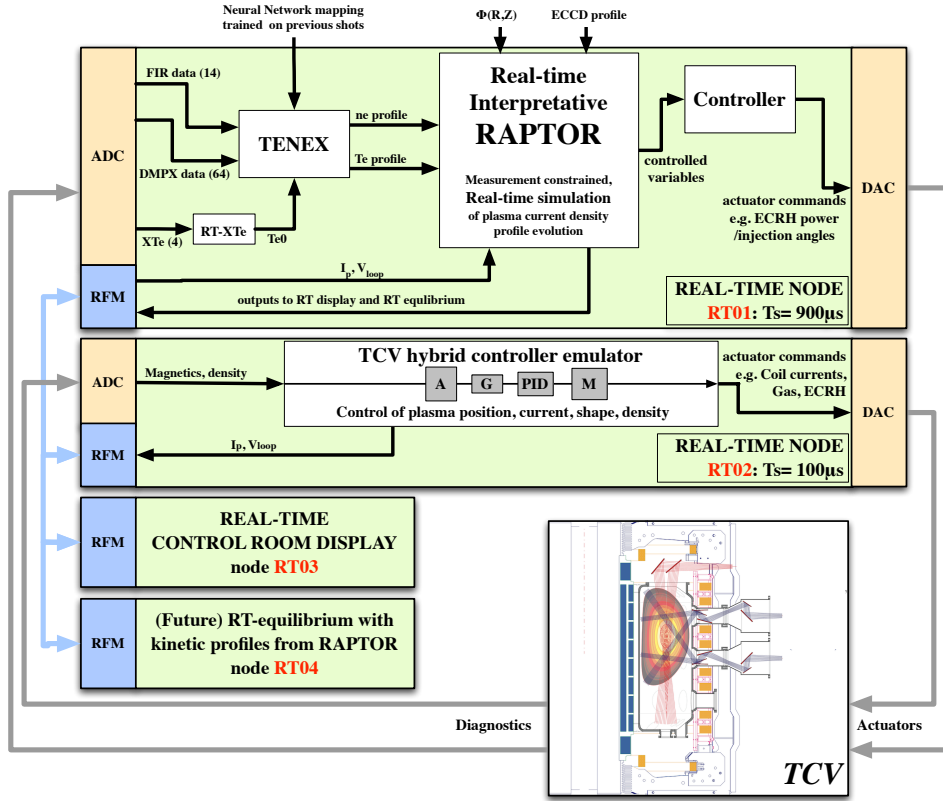 Neural Network mapping
trained on previous shots
Φ(R,Z)
ECCD profile
ADC
FIR data (14)
DMPX data (64)
XTe (4)
RT-XTe
Te0
TENEX
ne profile
Te profile
Real-time
Interpretative
RAPTOR
Measurement constrained,
Real-time simulation
of plasma current density
profile evolution
Controller
controlled
variables
actuator commands
e.g. ECRH power
/injection angles
DAC
RFM
Ip, Vloop
outputs to RT display and RT equlibrium
REAL-TIME NODE
RT01: Ts= 900μs
ADC
Magnetics, density
TCV hybrid controller emulator
A
G
PID
M
Control of plasma position, current, shape, density
actuator commands
e.g. Coil currents,
Gas, ECRH
DAC
RFM
Ip, Vloop
REAL-TIME NODE
RT02: Ts= 100μs
RFM
REAL-TIME
CONTROL ROOM DISPLAY
node RT03
RFM
(Future) RT-equilibrium with
kinetic profiles from RAPTOR
node RT04
Diagnostics
Actuators
TCV